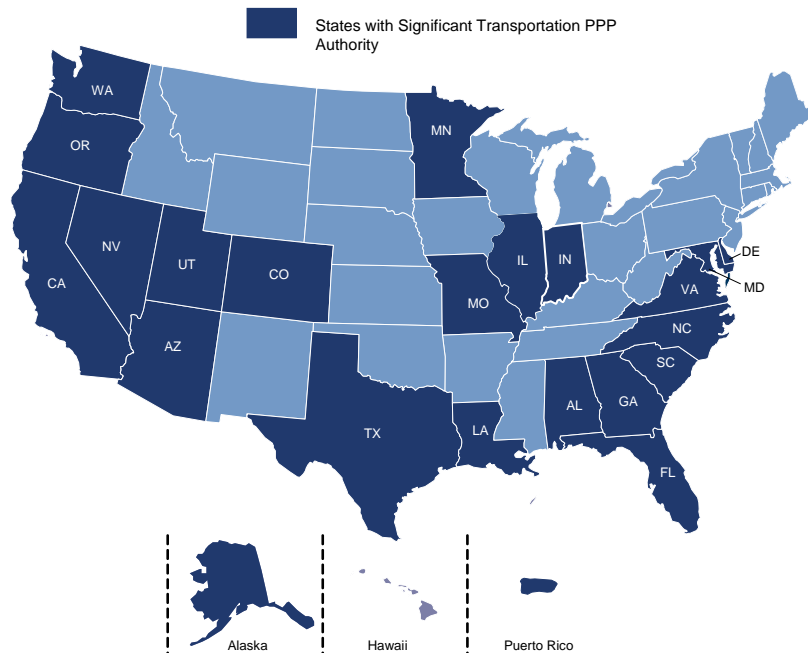 States with Significant Transportation PPP
Authority
WA
OR
MN
NV
UT
CO
CA
IL
IN
DE
MD
MO
VA
AZ
NC
SC
TX
LA
AL
GA
FL
Alaska
Hawaii
Puerto Rico